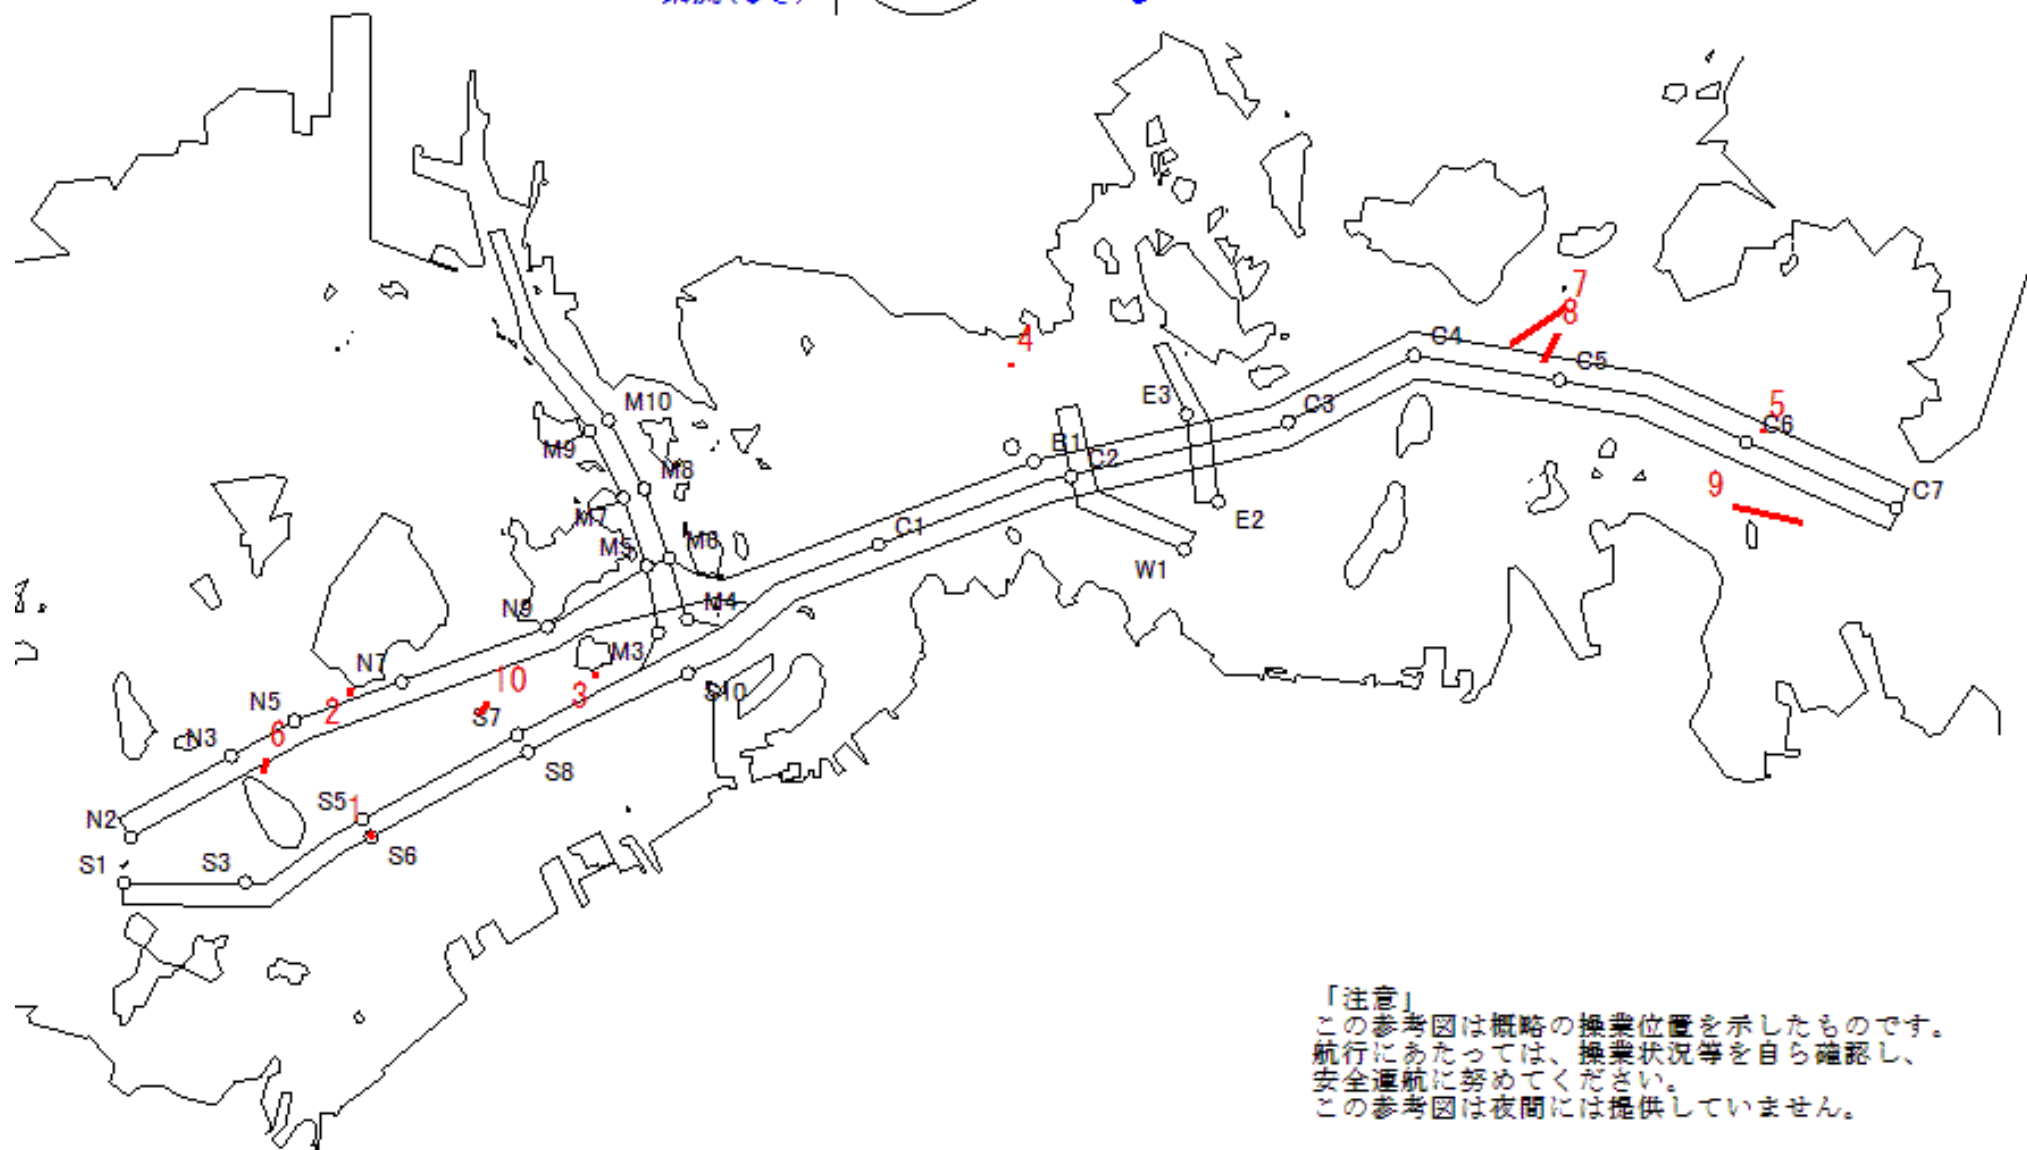 7
8
4
C4
C5
M10
E3
C3
5
C6
M9
B1
C2
M8
9
C7
M7
E2
C1
M5
M6
W1
N9
M4
N7
M3
10
S10
3
N5
2
S7
N3
6
S8
S5
1
N2
S6
S1
S3
「注意」
この参考図は概略の操業位置を示したものです。
航行にあたっては、操業状況等を自ら確認し、
安全運航に努めてください。
この参考図は夜間には提供していません。